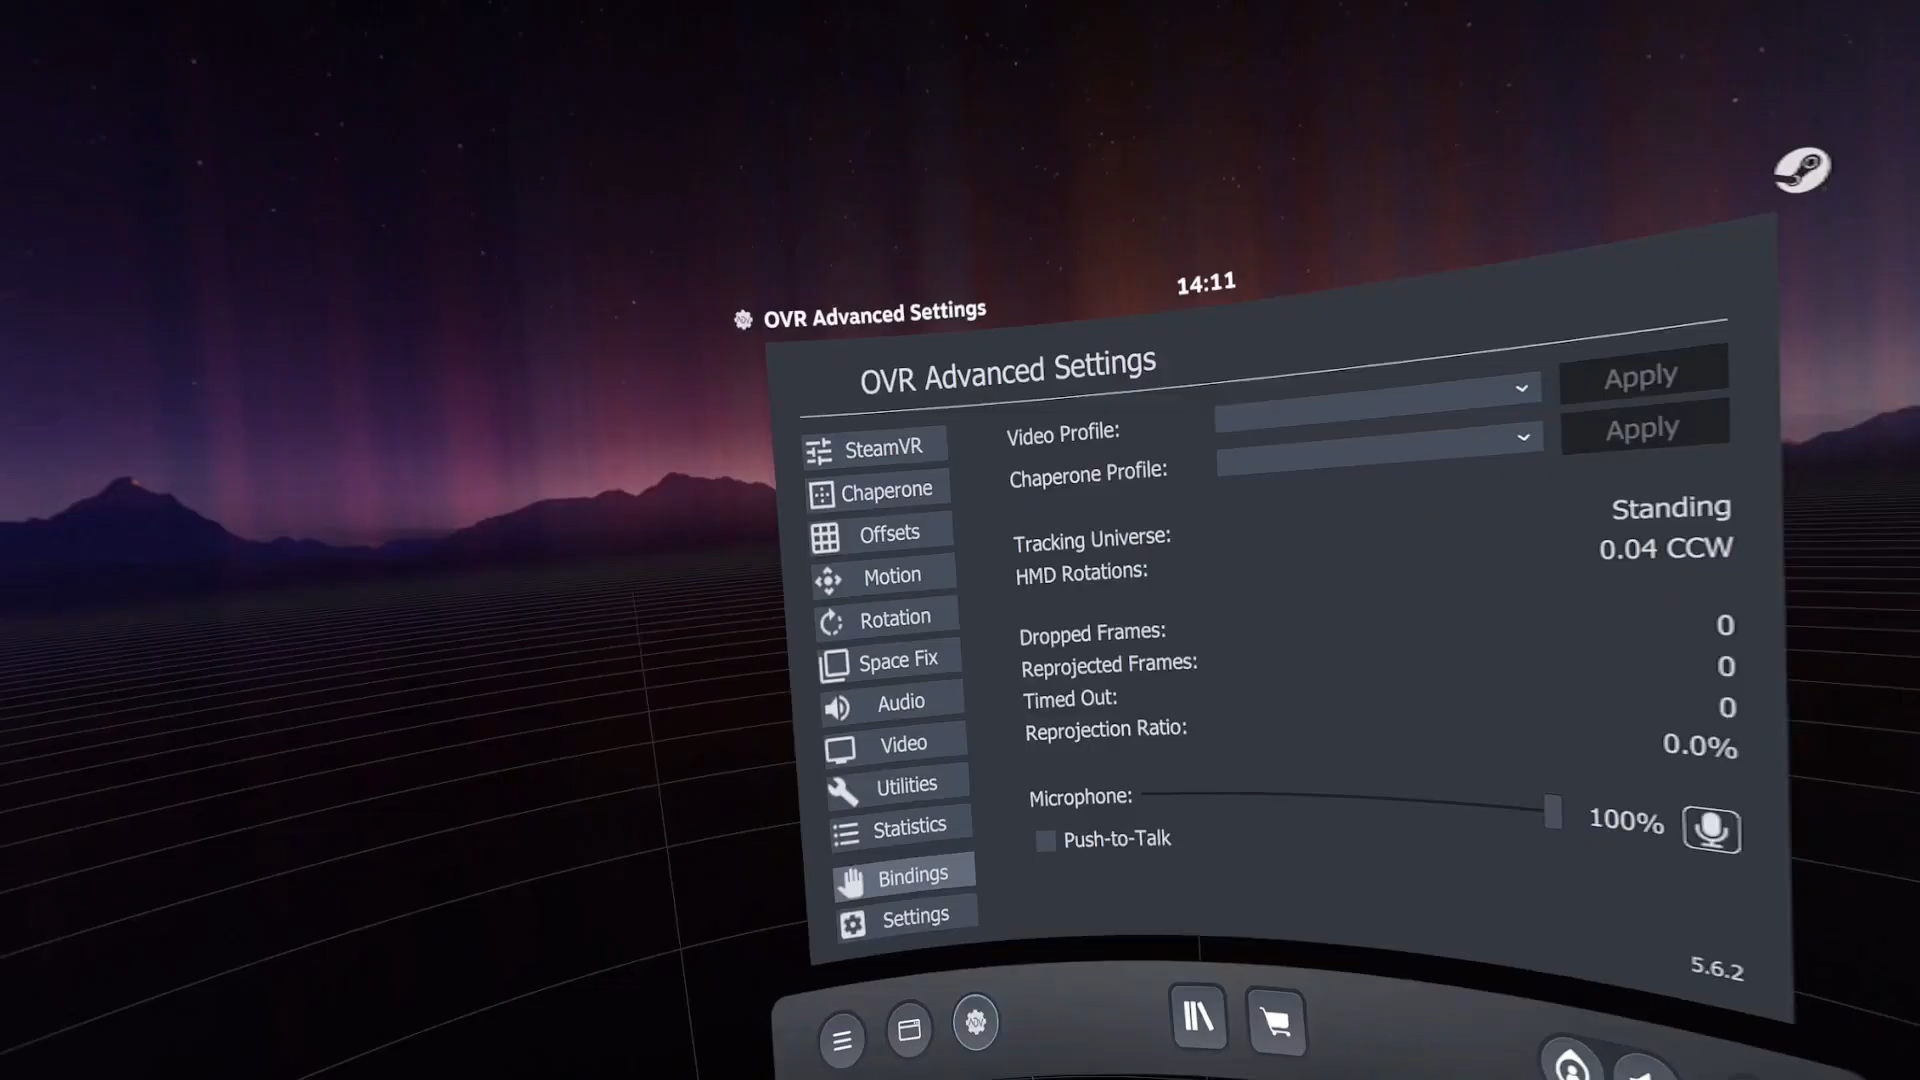 14:11
OVR Advanced Settings
OVR Advanced Settings
SteamVR
Chaperone
Offsets
Motion
Rotation
Space Fix
Audio
Video
Utilities
Statistics
Bindings
Settings
Video Profile:
Apply
Chaperone Profile:
Apply
Tracking Universe: Standing
HMD Rotations: 0.04 CCW
Dropped Frames: 0
Reprojected Frames: 0
Timed Out: 0
Reprojection Ratio: 0.0%
Microphone: 100%
Push-to-Talk
5.6.2